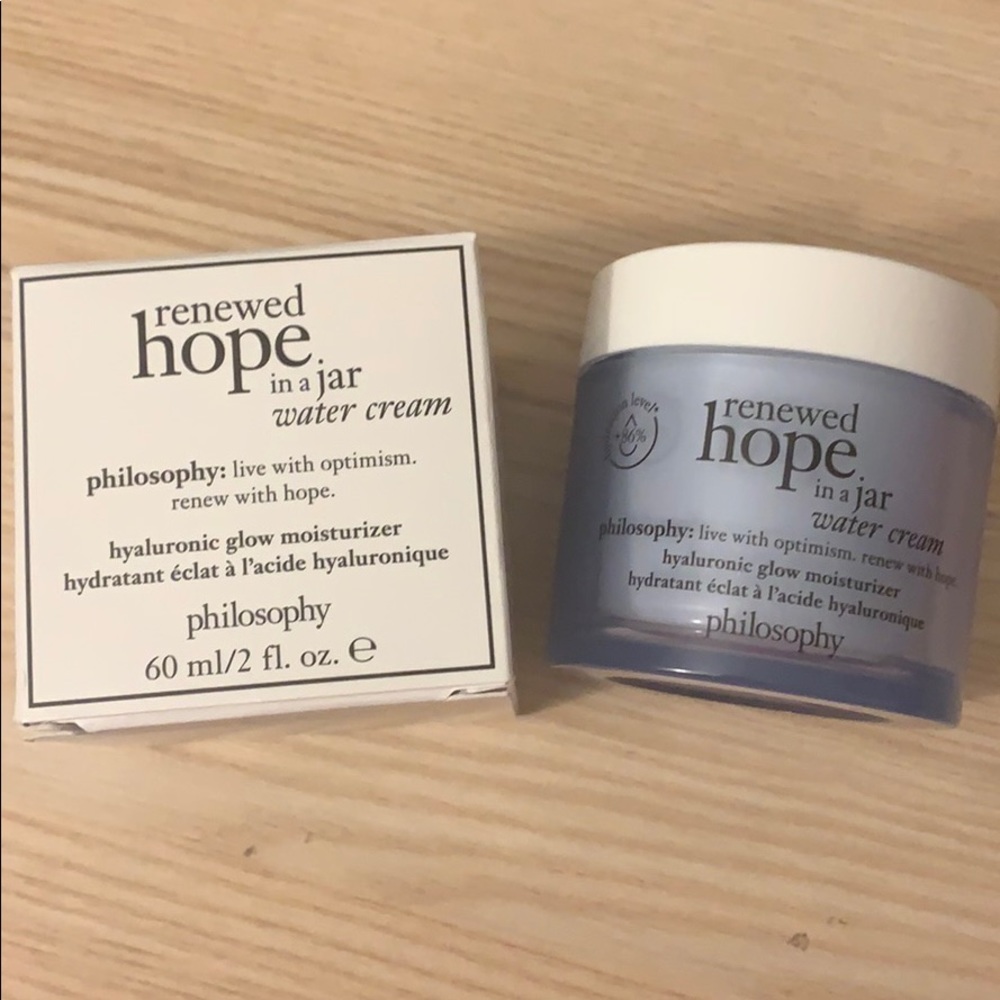 renewed
hope
in a jar
water cream
philosophy: live with optimism.
renew with hope.
hyaluronic glow moisturizer
hydratant éclat à l'acide hyaluronique
philosophy
60 ml/2 fl. oz. ℮
level*
+86%
renewed
hope
in a jar
water cream
philosophy: live with optimism. renew with hope.
hyaluronic glow moisturizer
hydratant éclat à l'acide hyaluronique
philosophy